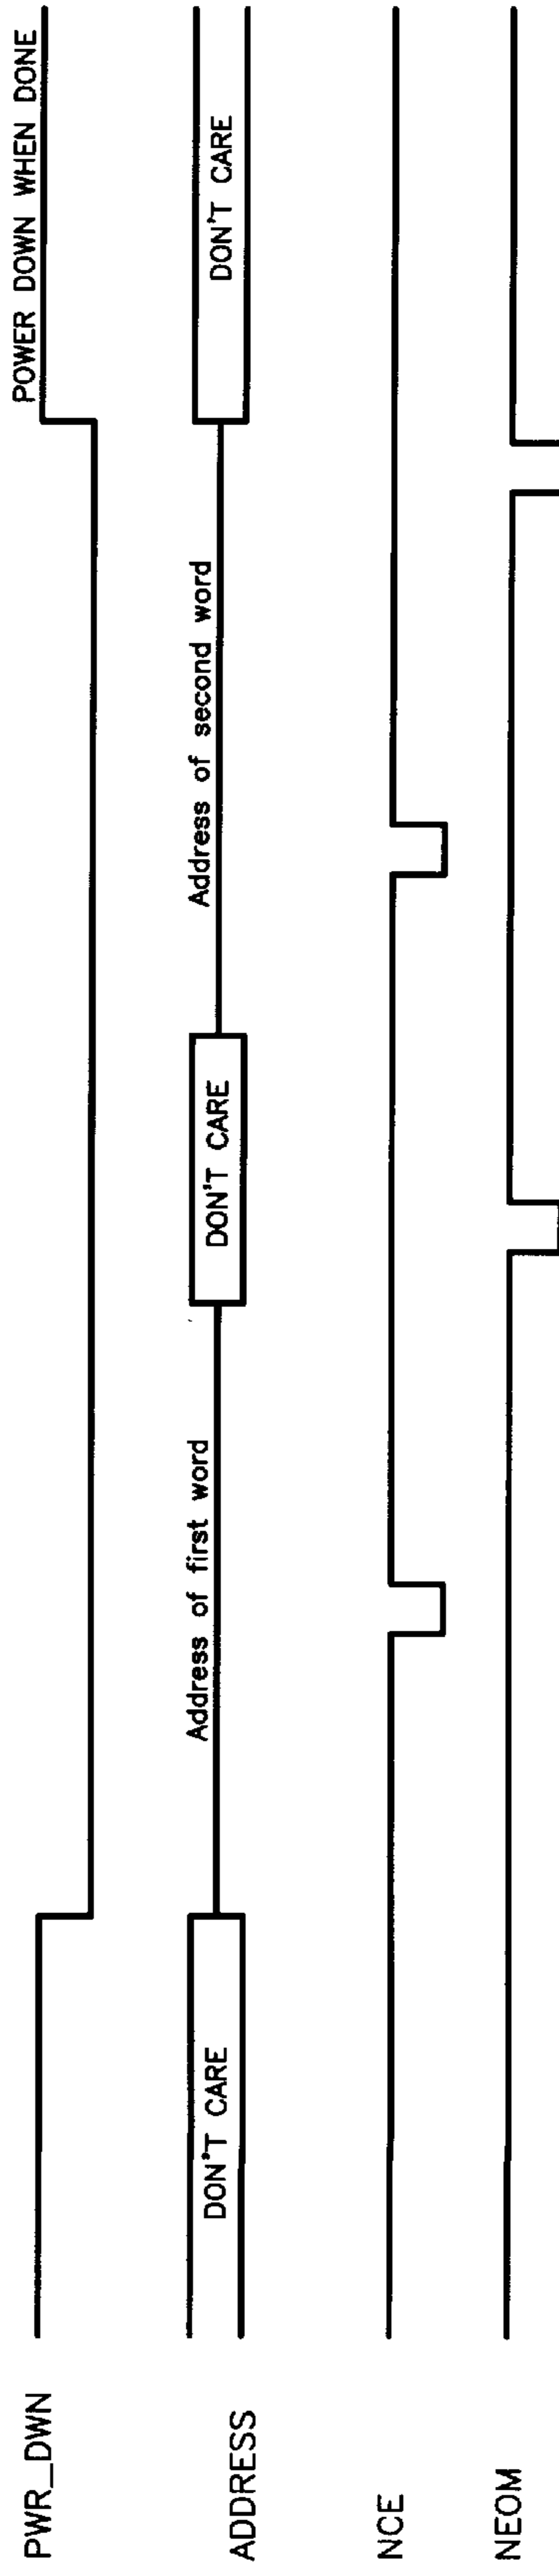 PWR_DWN
POWER DOWN WHEN DONE
ADDRESS
DON'T CARE
Address of first word
DON'T CARE
Address of second word
DON'T CARE
NCE
NEOM